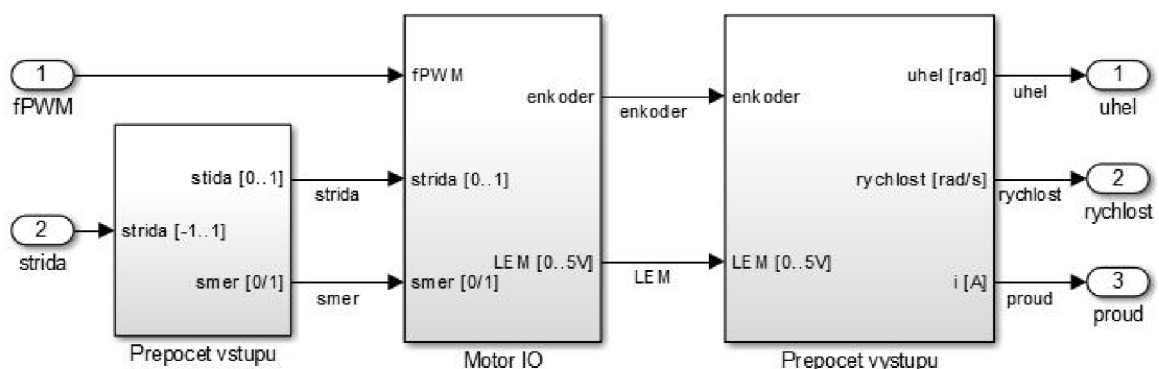 1
fPWM
2
strida
stida [0..1]
strida [-1..1]
smer [0/1]
Prepocet vstupu
strida
smer
fPWM
enkoder
strida [0..1]
LEM [0..5V]
smer [0/1]
Motor IO
enkoder
LEM
enkoder
uhel [rad]
rychlost [rad/s]
LEM [0..5V]
i [A]
Prepocet vystupu
uhel
rychlost
proud
1
uhel
2
rychlost
3
proud